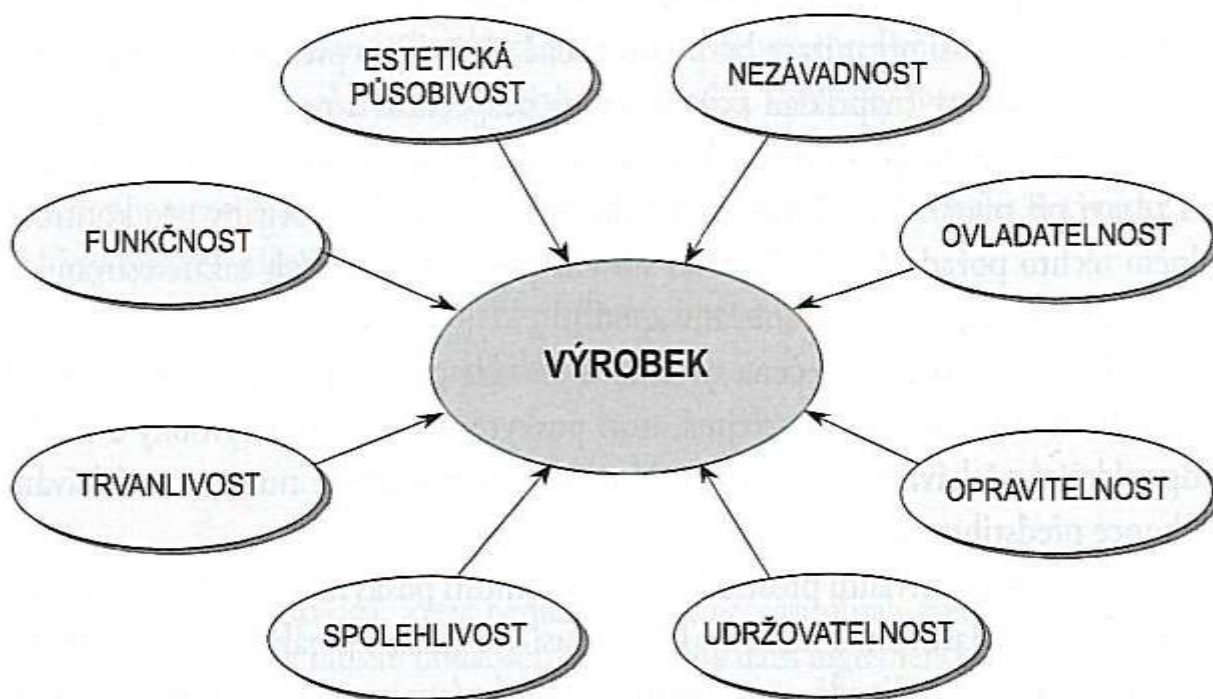 ESTETICKÁ
PŮSOBIVOST
NEZÁVADNOST
FUNKČNOST
OVLADATELNOST
VÝROBEK
TRVANLIVOST
OPRAVITELNOST
SPOLEHLIVOST
UDRŽOVATELNOST